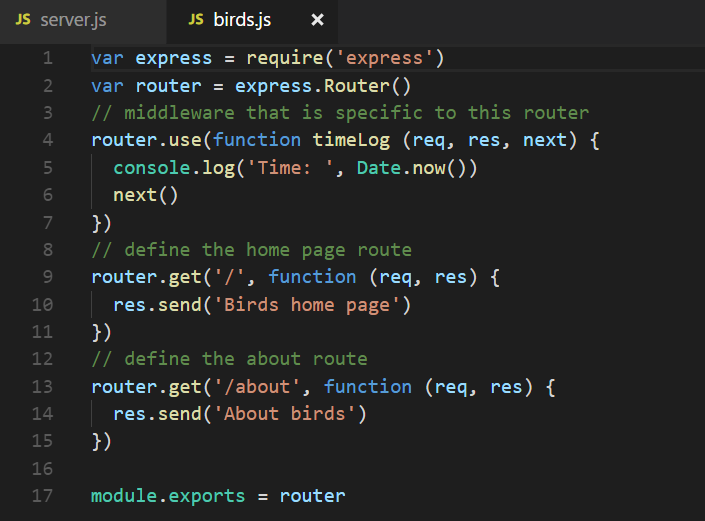 JS server.js JS birds.js ×
1 var express = require('express')
2 var router = express.Router()
3 // middleware that is specific to this router
4 router.use(function timeLog (req, res, next) {
5   console.log('Time: ', Date.now())
6   next()
7 })
8 // define the home page route
9 router.get('/', function (req, res) {
10   res.send('Birds home page')
11 })
12 // define the about route
13 router.get('/about', function (req, res) {
14   res.send('About birds')
15 })
16
17 module.exports = router